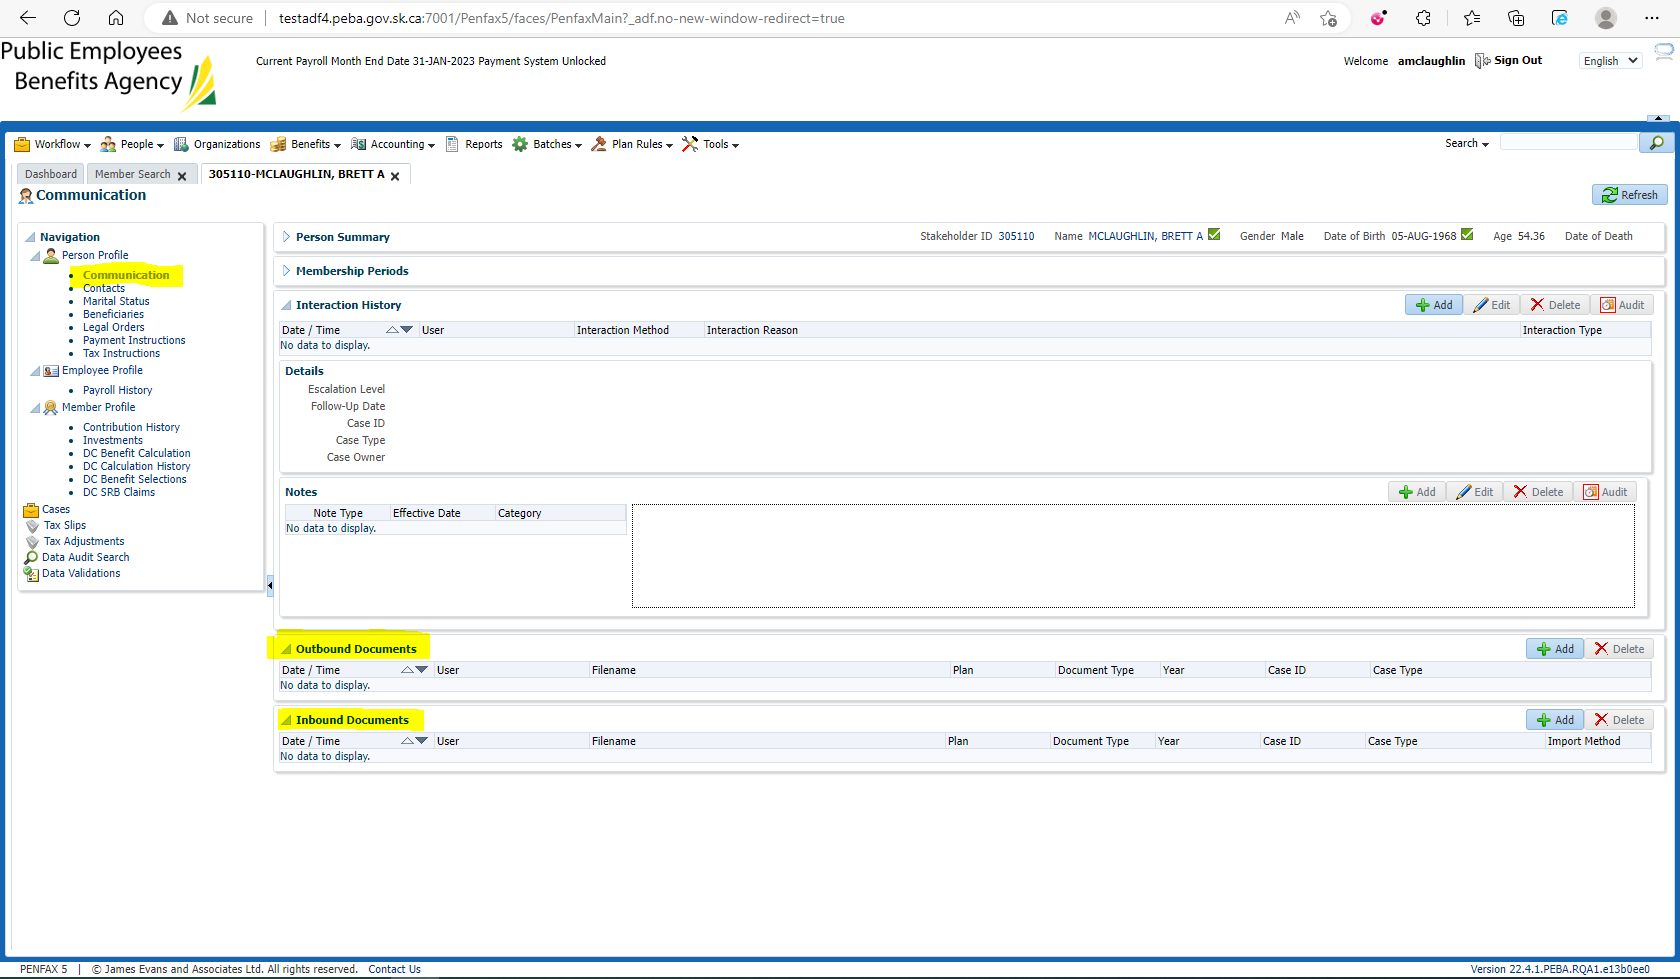 Not secure | testadf4.peba.gov.sk.ca:7001/Penfax5/faces/PenfaxMain?_adf.no-new-window-redirect=true
Public Employees
Benefits Agency
Current Payroll Month End Date 31-JAN-2023 Payment System Unlocked
Welcome amclaughlin Sign Out English
Workflow People Organizations Benefits Accounting Reports Batches Plan Rules Tools Search
Dashboard Member Search 305110-MCLAUGHLIN, BRETT A
Communication Refresh
Navigation
Person Profile
Communication
Contacts
Marital Status
Beneficiaries
Legal Orders
Payment Instructions
Tax Instructions
Employee Profile
Payroll History
Member Profile
Contribution History
Investments
DC Benefit Calculation
DC Calculation History
DC Benefit Selections
DC SRB Claims
Cases
Tax Slips
Tax Adjustments
Data Audit Search
Data Validations
Person Summary Stakeholder ID 305110 Name MCLAUGHLIN, BRETT A Gender Male Date of Birth 05-AUG-1968 Age 54.36 Date of Death
Membership Periods
Interaction History Add Edit Delete Audit
Date / Time User Interaction Method Interaction Reason Interaction Type
No data to display.
Details
Escalation Level
Follow-Up Date
Case ID
Case Type
Case Owner
Notes Add Edit Delete Audit
Note Type Effective Date Category
No data to display.
Outbound Documents Add Delete
Date / Time User Filename Plan Document Type Year Case ID Case Type
No data to display.
Inbound Documents Add Delete
Date / Time User Filename Plan Document Type Year Case ID Case Type Import Method
No data to display.
PENFAX 5 | © James Evans and Associates Ltd. All rights reserved. Contact Us Version 22.4.1.PEBA.RQA1.e13b0ee0